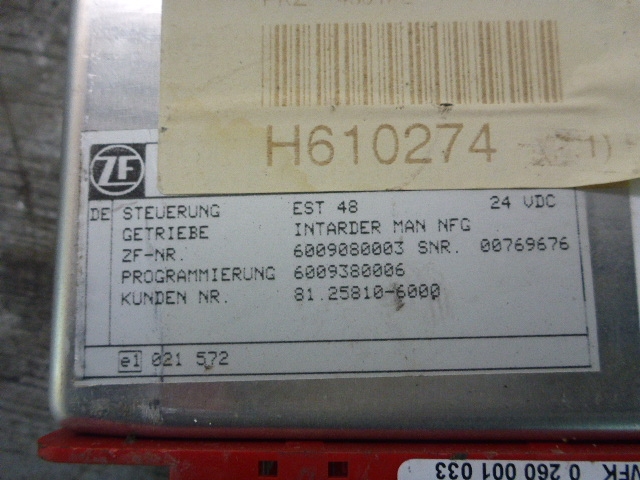 H610274
ZF
DE STEUERUNG EST 48 24 VDC
GETRIEBE INTARDER MAN NFG
ZF-NR. 6009080003 SNR. 00769676
PROGRAMMIERUNG 6009380006
KUNDEN NR. 81.25810-6000
e1 021 572
VFK 0 260 001 033